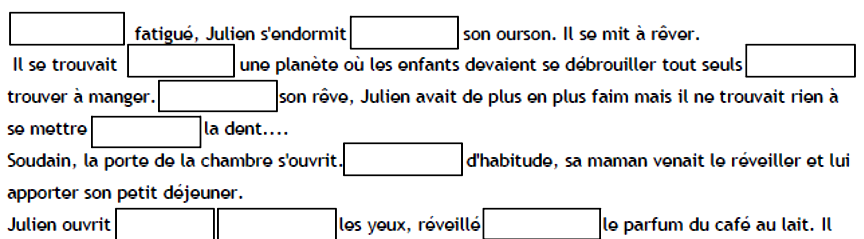 fatigué, Julien s'endormit son ourson. Il se mit à rêver.
Il se trouvait une planète où les enfants devaient se débrouiller tout seuls
trouver à manger. son rêve, Julien avait de plus en plus faim mais il ne trouvait rien à
se mettre la dent....
Soudain, la porte de la chambre s'ouvrit. d'habitude, sa maman venait le réveiller et lui
apporter son petit déjeuner.
Julien ouvrit les yeux, réveillé le parfum du café au lait. Il